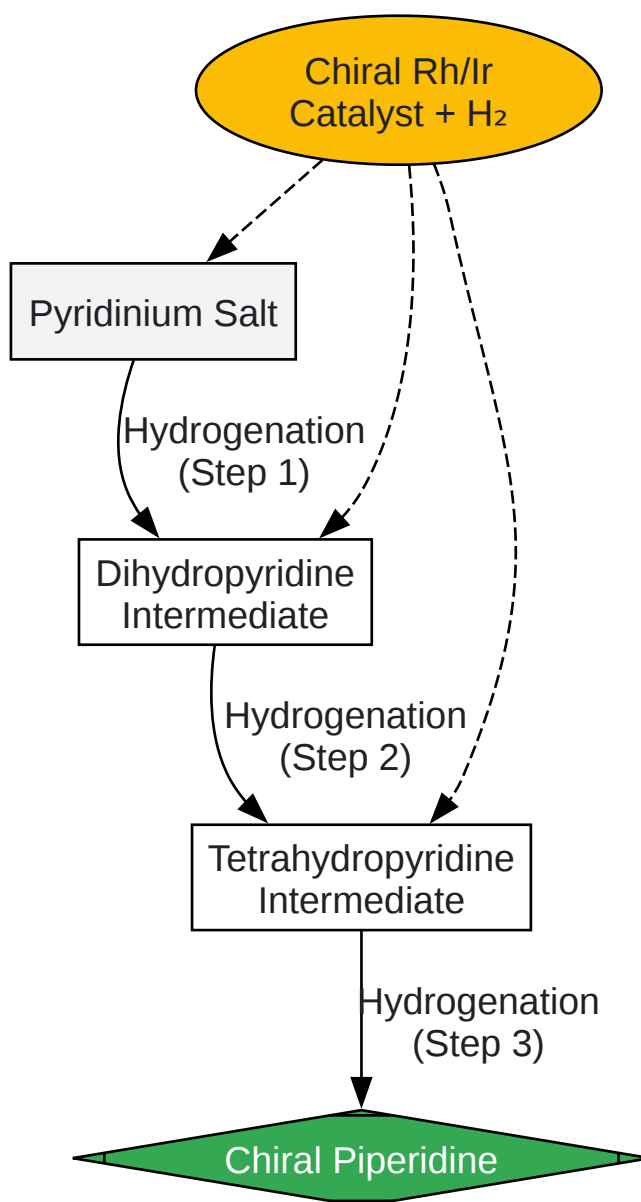 Chiral Rh/Ir
Catalyst + H₂
Pyridinium Salt
Hydrogenation
(Step 1)
Dihydropyridine
Intermediate
Hydrogenation
(Step 2)
Tetrahydropyridine
Intermediate
Hydrogenation
(Step 3)
Chiral Piperidine